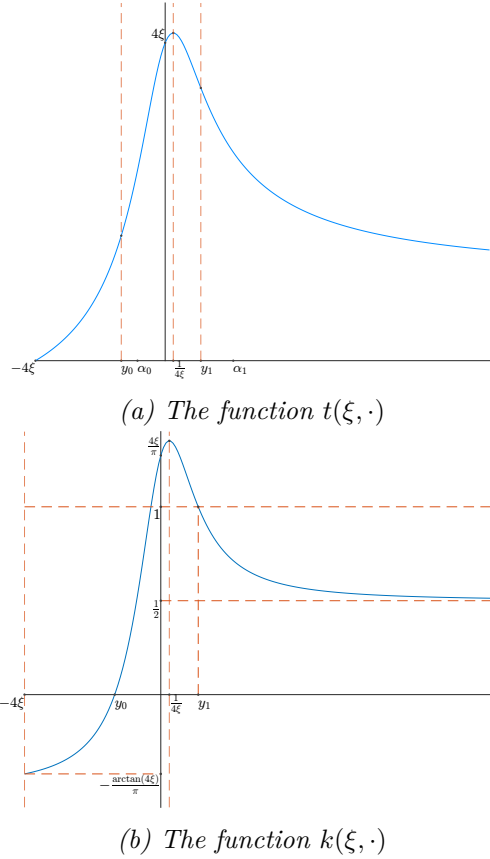 4ξ
−4ξ y₀ α₀ 1/4ξ y₁ α₁
(a) The function t(ξ, ·)
4ξ/π
1
1/2
−4ξ y₀ 1/4ξ y₁
− arctan(4ξ)/π
(b) The function k(ξ, ·)